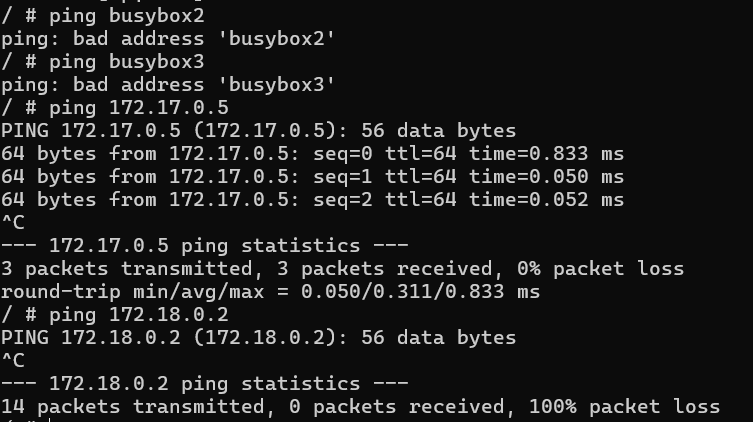 / # ping busybox2
ping: bad address 'busybox2'
/ # ping busybox3
ping: bad address 'busybox3'
/ # ping 172.17.0.5
PING 172.17.0.5 (172.17.0.5): 56 data bytes
64 bytes from 172.17.0.5: seq=0 ttl=64 time=0.833 ms
64 bytes from 172.17.0.5: seq=1 ttl=64 time=0.050 ms
64 bytes from 172.17.0.5: seq=2 ttl=64 time=0.052 ms
^C
--- 172.17.0.5 ping statistics ---
3 packets transmitted, 3 packets received, 0% packet loss
round-trip min/avg/max = 0.050/0.311/0.833 ms
/ # ping 172.18.0.2
PING 172.18.0.2 (172.18.0.2): 56 data bytes
^C
--- 172.18.0.2 ping statistics ---
14 packets transmitted, 0 packets received, 100% packet loss